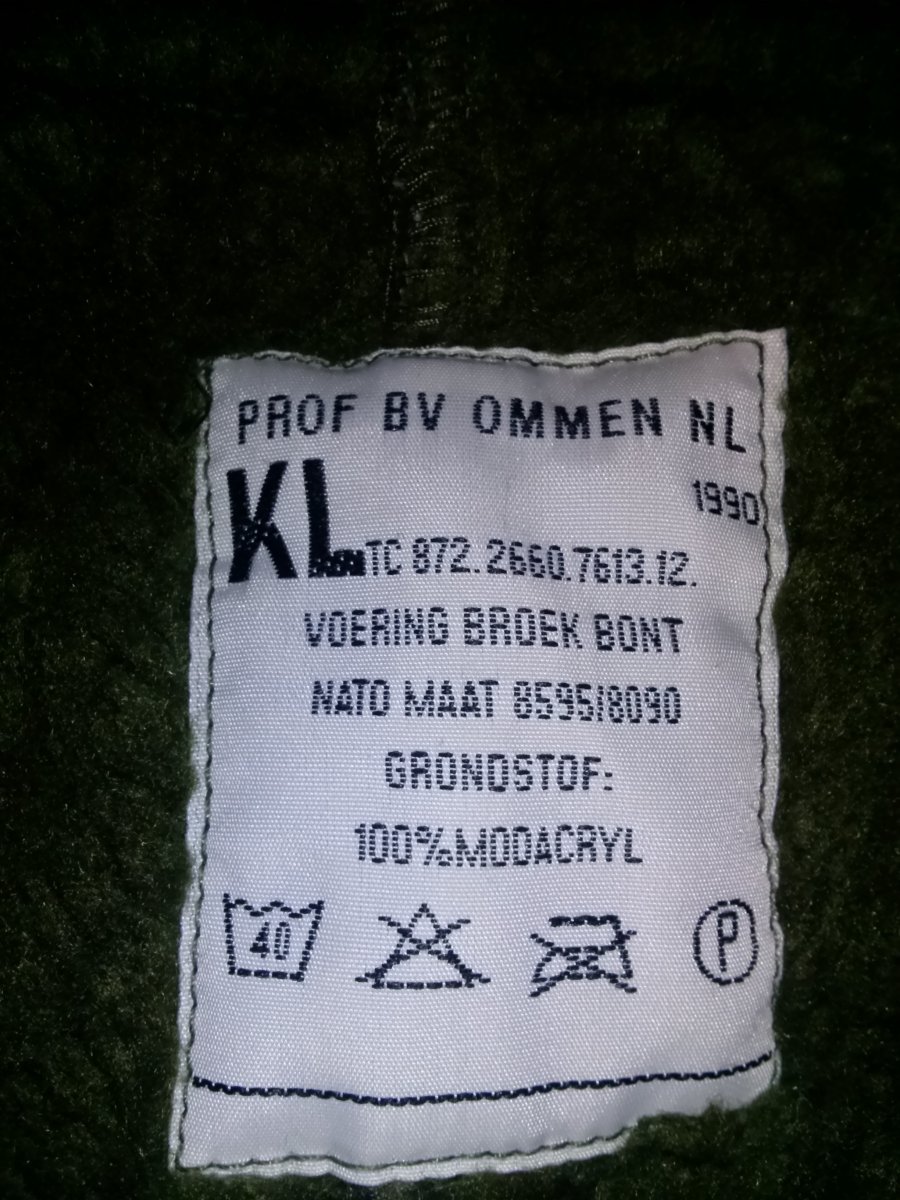 PROF BV OMMEN NL
1990
KL TC 872.2660.7613.12.
VOERING BROEK BONT
NATO MAAT 8595/8090
GRONDSTOF:
100%MODACRYL
40 P